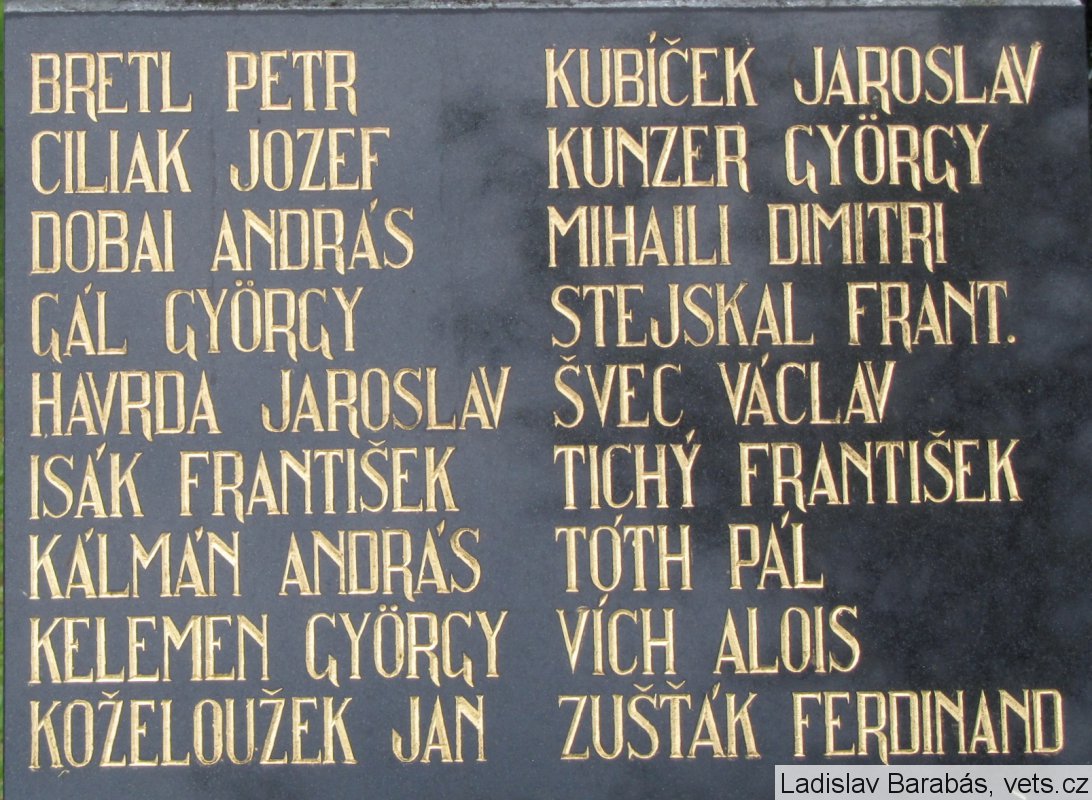 BRETL PETR
CILIAK JOZEF
DOBAI ANDRÁS
GÁL GYÖRGY
HAVRDA JAROSLAV
ISÁK FRANTIŠEK
KÁLMÁN ANDRÁS
KELEMEN GYÖRGY
KOŽELOUŽEK JAN
KUBÍČEK JAROSLAV
KUNZER GYÖRGY
MIHAILI DIMITRI
STEJSKAL FRANT.
ŠVEC VÁCLAV
TICHÝ FRANTIŠEK
TÓTH PÁL
VÍCH ALOIS
ZUŠŤÁK FERDINAND
Ladislav Barabás, vets.cz